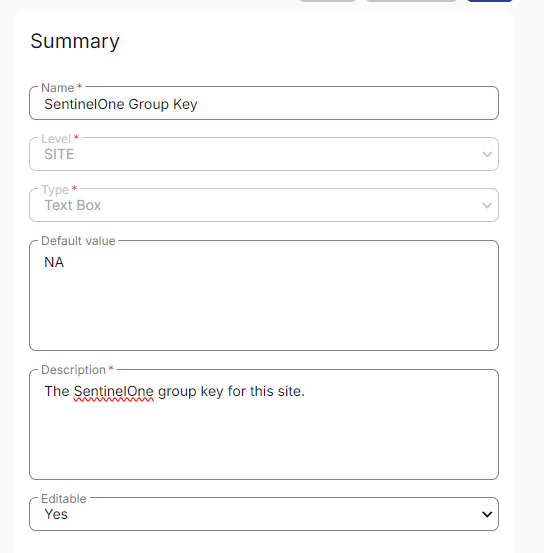 Summary
Name *
SentinelOne Group Key
Level *
SITE
Type *
Text Box
Default value
NA
Description *
The SentinelOne group key for this site.
Editable
Yes